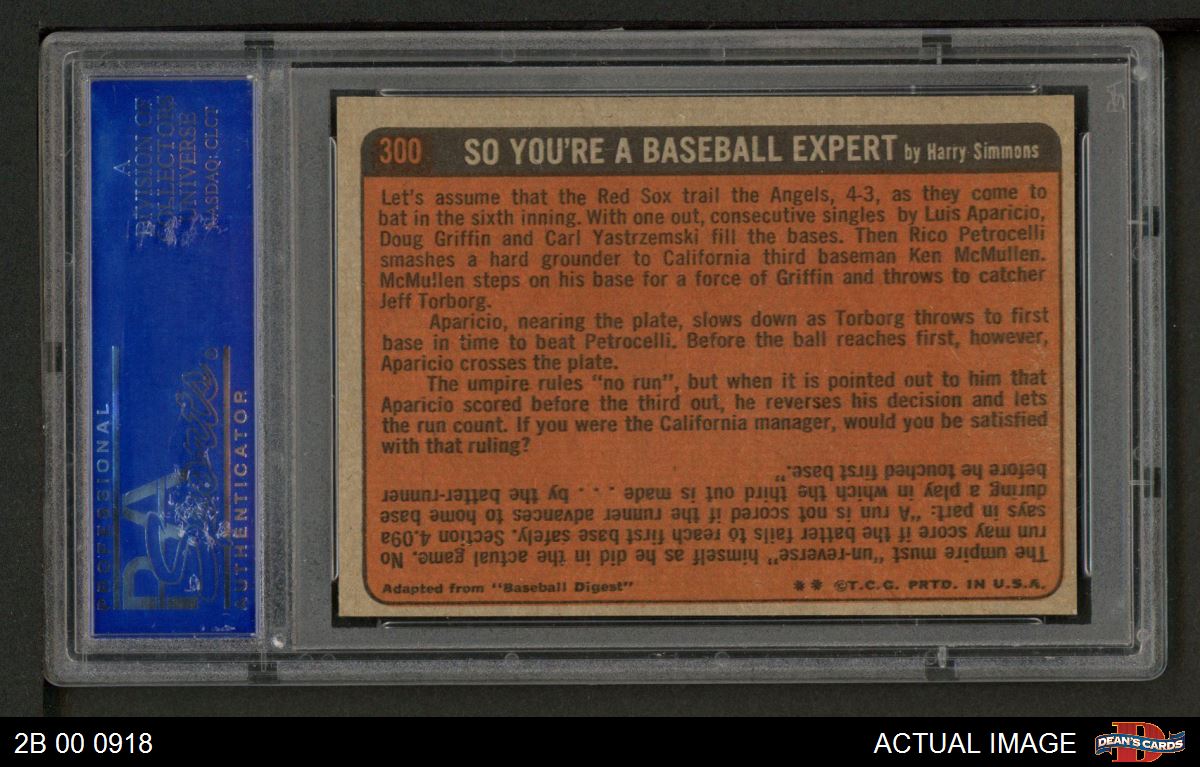 300 SO YOU'RE A BASEBALL EXPERT by Harry Simmons
Let's assume that the Red Sox trail the Angels, 4-3, as they come to
bat in the sixth inning. With one out, consecutive singles by Luis Aparicio,
Doug Griffin and Carl Yastrzemski fill the bases. Then Rico Petrocelli
smashes a hard grounder to California third baseman Ken McMullen.
McMullen steps on his base for a force of Griffin and throws to catcher
Jeff Torborg.
Aparicio, nearing the plate, slows down as Torborg throws to first
base in time to beat Petrocelli. Before the ball reaches first, however,
Aparicio crosses the plate.
The umpire rules "no run", but when it is pointed out to him that
Aparicio scored before the third out, he reverses his decision and lets
the run count. If you were the California manager, would you be satisfied
with that ruling?
The umpire must "un-reverse" himself as he did in the actual game. No
run may score if the batter fails to reach first base safely. Section 4.09a
says in part: "A run is not scored if the runner advances to home base
during a play in which the third out is made . . . by the batter-runner
before he touched first base."
Adapted from "Baseball Digest" ** ©T.C.G. PRTD. IN U.S.A.
A
DIVISION OF
COLLECTORS
UNIVERSE
NASDAQ: CLCT
PROFESSIONAL
PSA
AUTHENTICATOR
2B 00 0918
ACTUAL IMAGE
D
DEAN'S CARDS